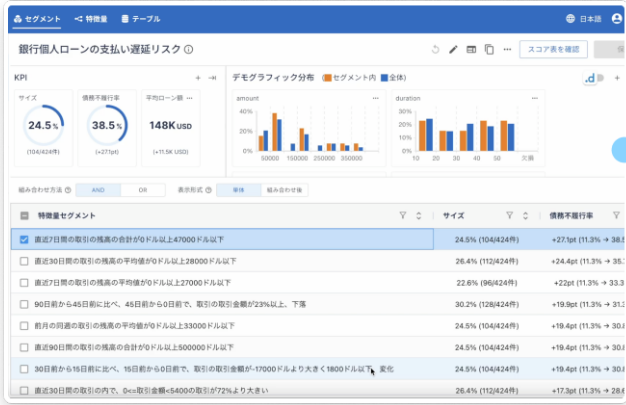 セグメント 特徴量 テーブル 日本語
銀行個人ローンの支払い遅延リスク
スコア表を確認
KPI
デモグラフィック分布 (セグメント内 全体)
サイズ 債務不履行率 平均ローン額
24.5% 38.5% 148K USD
(104/424件) (+27.1pt) (+11.5K USD)
amount
40%
20%
0%
50000 150000 250000 350000
duration
30%
20%
10%
0%
10 20 30 40 50 欠損
組み合わせ方法 AND OR 表示形式 単体 組み合わせ後
特徴量セグメント サイズ 債務不履行率
直近7日間の取引の残高の合計が0ドル以上47000ドル以下 24.5% (104/424件) +27.1pt (11.3% → 38.5
直近30日間の取引の残高の平均値が0ドル以上28000ドル以下 26.4% (112/424件) +24.4pt (11.3% → 35.
直近7日間の取引の残高の平均値が0ドル以上27000ドル以下 22.6% (96/424件) +22pt (11.3% → 33.3
90日前から45日前に比べ、45日前から0日前で、取引の取引金額が23%以上、下落 30.2% (128/424件) +19.9pt (11.3% → 31.
前月の同週の取引の残高の平均値が0ドル以上33000ドル以下 24.5% (104/424件) +19.4pt (11.3% → 30.
直近90日間の取引の残高の合計が0ドル以上500000ドル以下 24.5% (104/424件) +19.4pt (11.3% → 30.
30日前から15日前に比べ、15日前から0日前で、取引の取引金額が-17000ドルより大きく1800ドル以下、変化 24.5% (104/424件) +19.4pt (11.3% → 30.
直近30日間の取引の内で、0<=取引金額<5400の取引が72%より大きい 26.4% (112/424件) +17.3pt (11.3% → 28.6